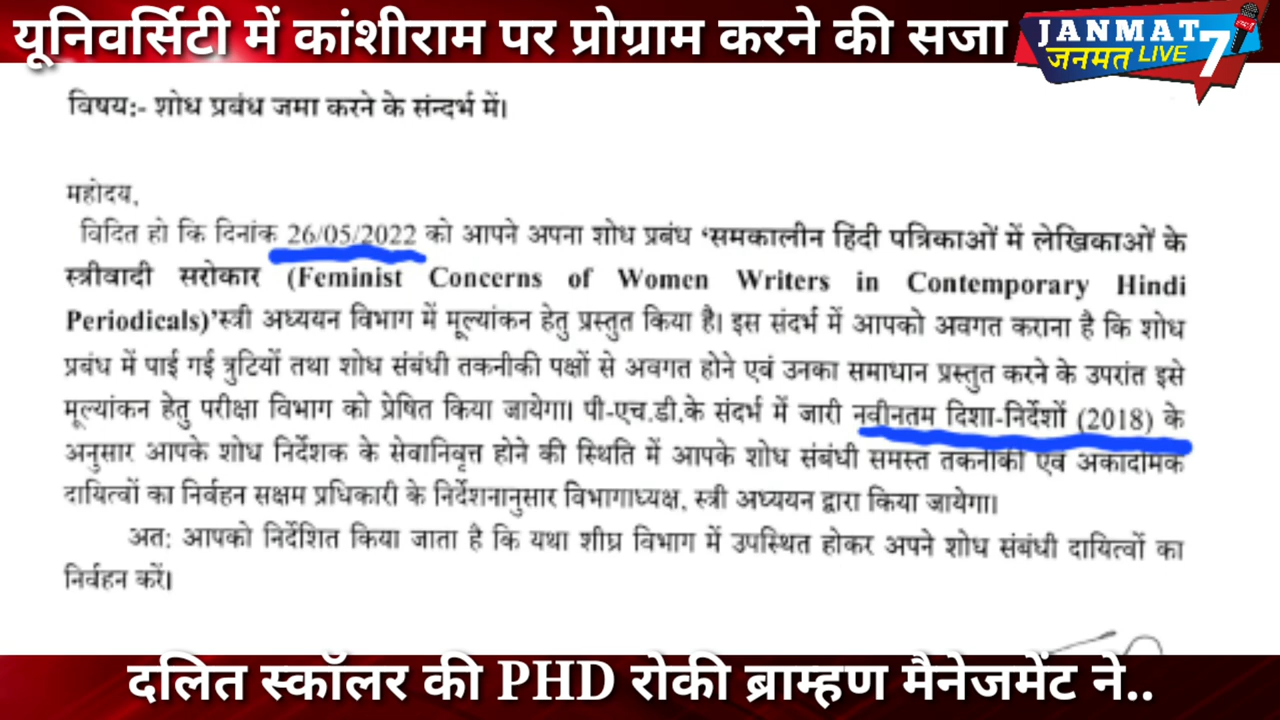 यूनिवर्सिटी में कांशीराम पर प्रोग्राम करने की सजा
JANMAT
जनमत LIVE 7
विषय:- शोध प्रबंध जमा करने के संन्दर्भ में।
महोदय,
विदित हो कि दिनांक 26/05/2022 को आपने अपना शोध प्रबंध ‘समकालीन हिंदी पत्रिकाओं में लेखिकाओं के
स्त्रीवादी सरोकार (Feminist Concerns of Women Writers in Contemporary Hindi
Periodicals)’स्त्री अध्ययन विभाग में मूल्यांकन हेतु प्रस्तुत किया है। इस संदर्भ में आपको अवगत कराना है कि शोध
प्रबंध में पाई गई त्रुटियों तथा शोध संबंधी तकनीकी पक्षों से अवगत होने एवं उनका समाधान प्रस्तुत करने के उपरांत इसे
मूल्यांकन हेतु परीक्षा विभाग को प्रेषित किया जायेगा। पी-एच.डी.के संदर्भ में जारी नवीनतम दिशा-निर्देशों (2018) के
अनुसार आपके शोध निर्देशक के सेवानिवृत्त होने की स्थिति में आपके शोध संबंधी समस्त तकनीकी एवं अकादमिक
दायित्वों का निर्वहन सक्षम प्रधिकारी के निर्देशनानुसार विभागाध्यक्ष, स्त्री अध्ययन द्वारा किया जायेगा।
अत: आपको निर्देशित किया जाता है कि यथा शीघ्र विभाग में उपस्थित होकर अपने शोध संबंधी दायित्वों का
निर्वहन करें।
दलित स्कॉलर की PHD रोकी ब्राम्हण मैनेजमेंट ने..